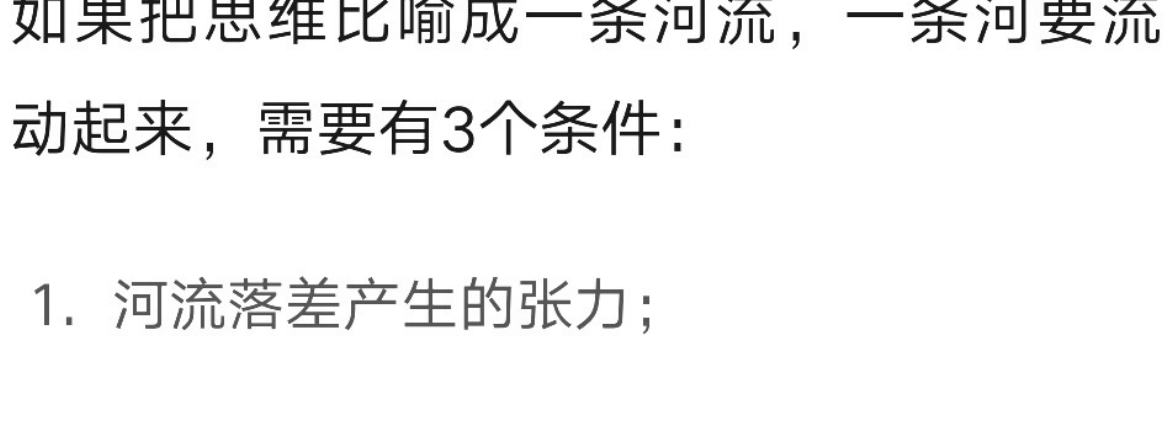 如果把思维比喻成一条河流，一条河要流
动起来，需要有3个条件：
1. 河流落差产生的张力；